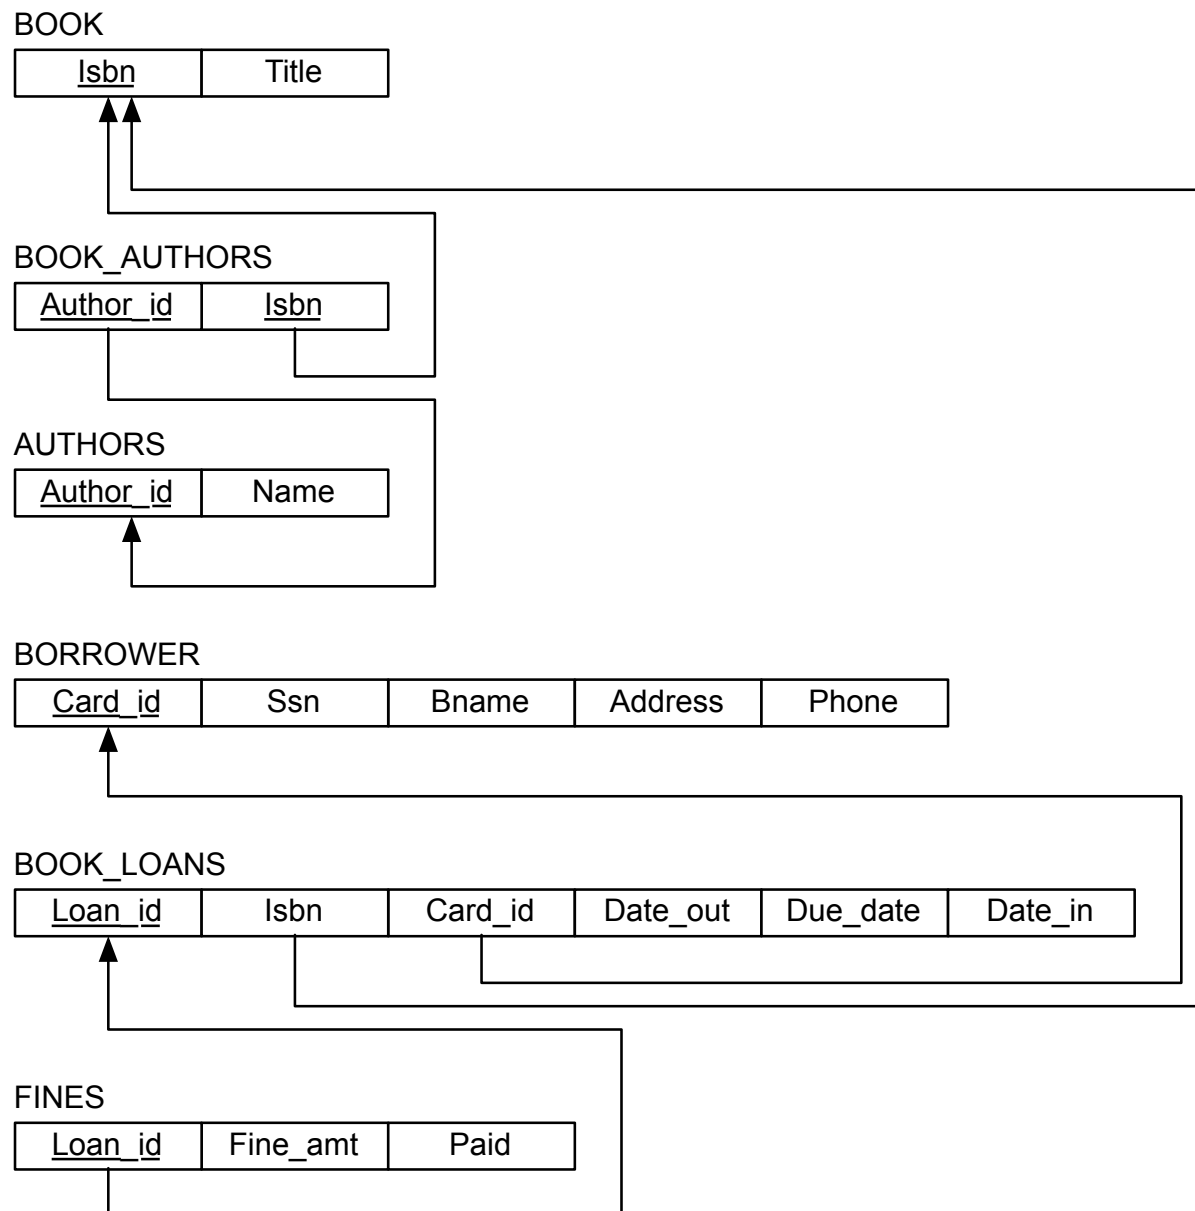 BOOK
Isbn Title
BOOK_AUTHORS
Author_id Isbn
AUTHORS
Author_id Name
BORROWER
Card_id Ssn Bname Address Phone
BOOK_LOANS
Loan_id Isbn Card_id Date_out Due_date Date_in
FINES
Loan_id Fine_amt Paid